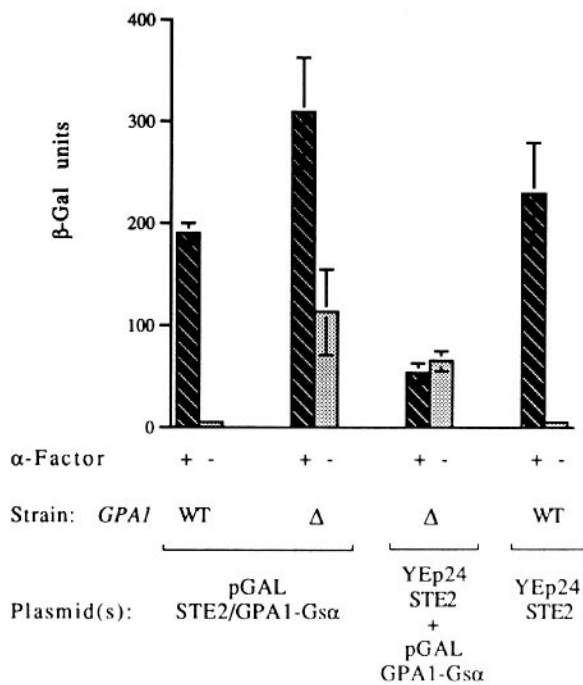 400
300
200
100
0
β-Gal units
α-Factor + - + - + - + -
Strain: GPA1 WT Δ Δ WT
Plasmid(s):
pGAL
STE2/GPA1-Gsα
YEp24
STE2
+
pGAL
GPA1-Gsα
YEp24
STE2